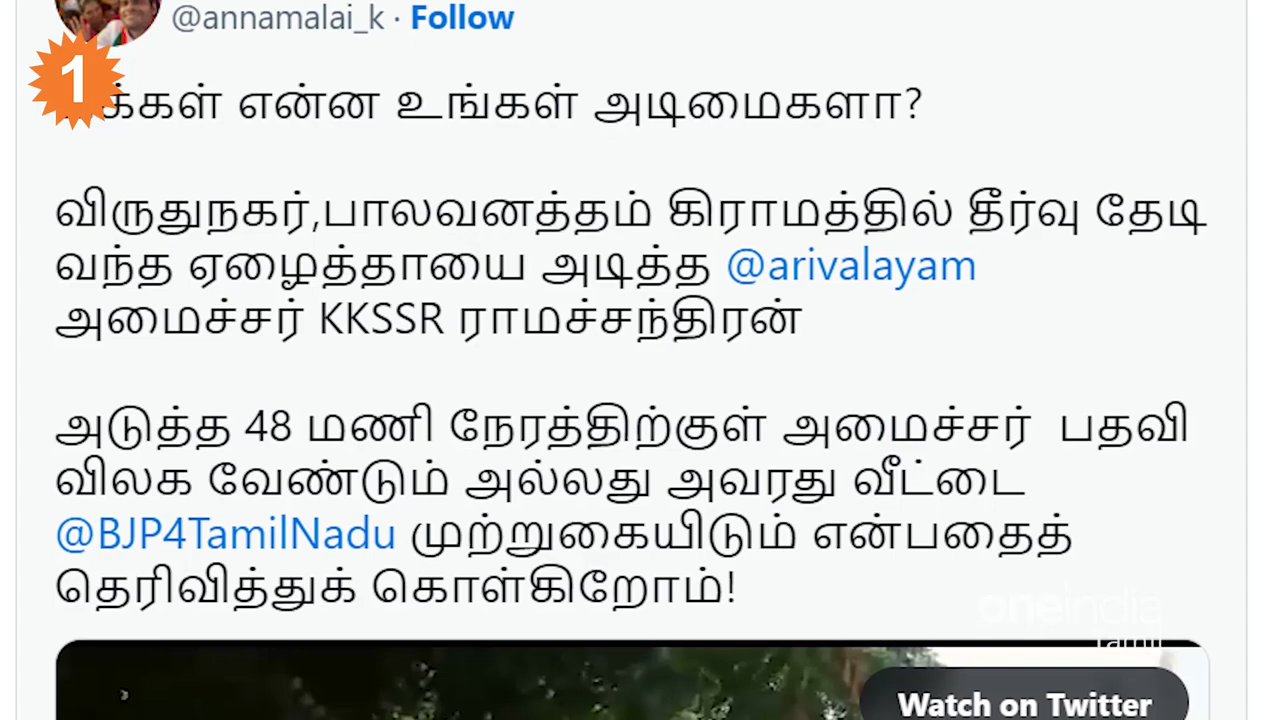 @annamalai_k · Follow
1
என்ன உங்கள் அடிமைகளா?
விருதுநகர்,பாலவனத்தம் கிராமத்தில் தீர்வு தேடி
வந்த ஏழைத்தாயை அடித்த @arivalayam
அமைச்சர் KKSSR ராமச்சந்திரன்
அடுத்த 48 மணி நேரத்திற்குள் அமைச்சர் பதவி
விலக வேண்டும் அல்லது அவரது வீட்டை
@BJP4TamilNadu முற்றுகையிடும் என்பதைத்
தெரிவித்துக் கொள்கிறோம்!
oneindia
Watch on Twitter